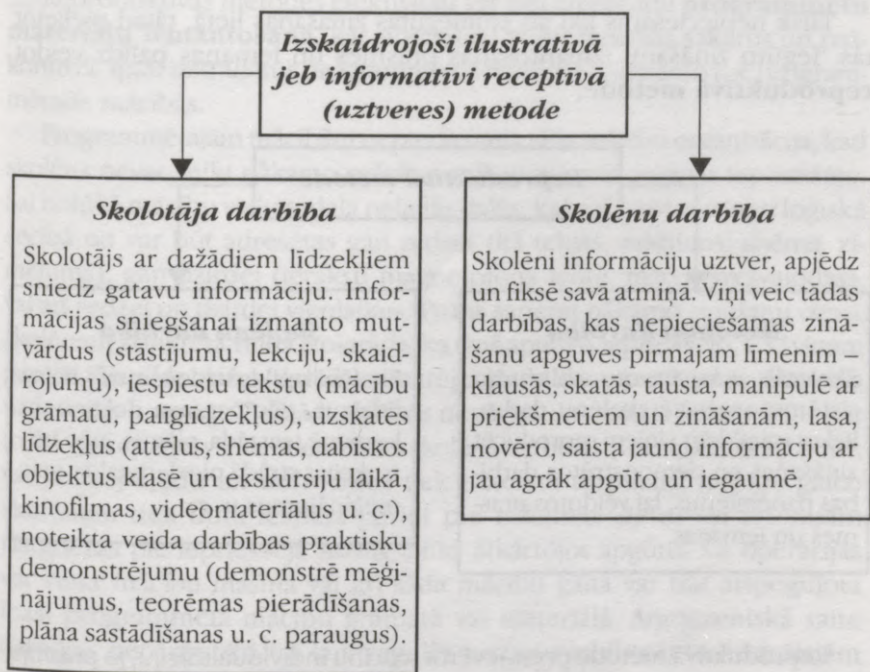 Izskaidrojoši ilustratīvā
jeb informatīvi receptīvā
(uztveres) metode
Skolotāja darbība
Skolotājs ar dažādiem līdzekļiem
sniedz gatavu informāciju. Infor-
mācijas sniegšanai izmanto mut-
vārdus (stāstījumu, lekciju, skaid-
rojumu), iespiestu tekstu (mācību
grāmatu, palīglīdzekļus), uzskates
līdzekļus (attēlus, shēmas, dabiskos
objektus klasē un ekskursiju laikā,
kinofilmas, videomateriālus u. c.),
noteikta veida darbības praktisku
demonstrējumu (demonstrē mēģi-
nājumus, teorēmas pierādīšanas,
plāna sastādīšanas u. c. paraugus).
Skolēnu darbība
Skolēni informāciju uztver, apjēdz
un fiksē savā atmiņā. Viņi veic tādas
darbības, kas nepieciešamas zinā-
šanu apguves pirmajam līmenim –
klausās, skatās, tausta, manipulē ar
priekšmetiem un zināšanām, lasa,
novēro, saista jauno informāciju ar
jau agrāk apgūto un iegaumē.